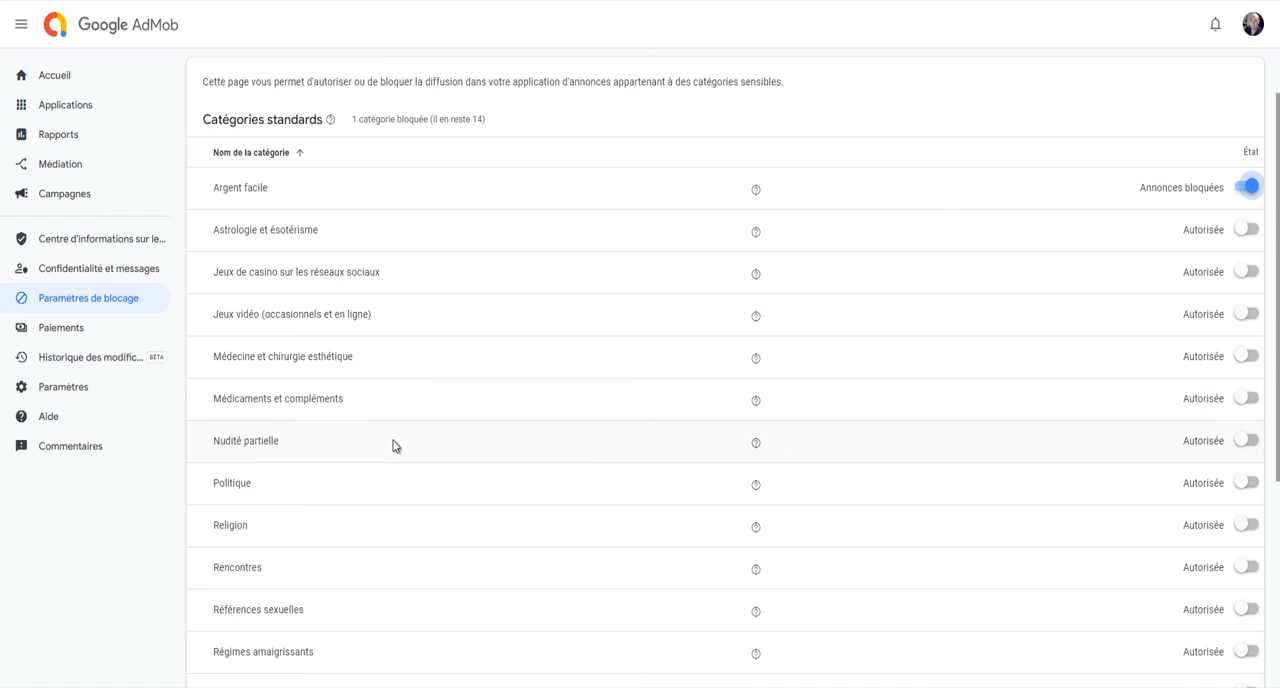 Google AdMob
Accueil
Applications
Rapports
Médiation
Campagnes
Centre d'informations sur le...
Confidentialité et messages
Paramètres de blocage
Paiements
Historique des modific... BÊTA
Paramètres
Aide
Commentaires
Cette page vous permet d'autoriser ou de bloquer la diffusion dans votre application d'annonces appartenant à des catégories sensibles.
Catégories standards 1 catégorie bloquée (il en reste 14)
Nom de la catégorie État
Argent facile Annonces bloquées
Astrologie et ésotérisme Autorisée
Jeux de casino sur les réseaux sociaux Autorisée
Jeux vidéo (occasionnels et en ligne) Autorisée
Médecine et chirurgie esthétique Autorisée
Médicaments et compléments Autorisée
Nudité partielle Autorisée
Politique Autorisée
Religion Autorisée
Rencontres Autorisée
Références sexuelles Autorisée
Régimes amaigrissants Autorisée